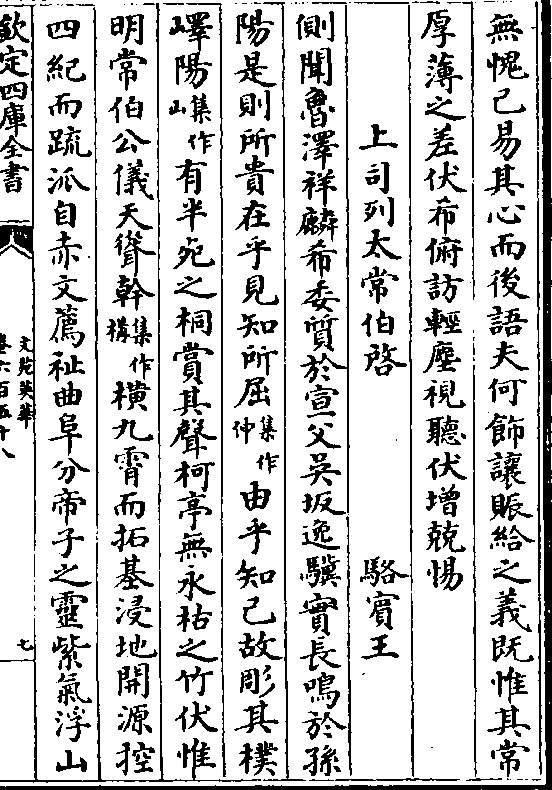 無愧己易其心而後語夫何飾讓賑給之義既惟其常
厚薄之差伏希俯訪輕塵視聽伏增兢惕
上司列太常伯啓 駱賓王
側聞魯澤祥麟希委質於宣父吳坂逸驥實長鳴於孫
陽是則所貴在乎見知所屈集作伸由乎知己故彫其樸
嶧陽集作山有半死之桐賞其聲柯亭無永枯之竹伏惟
明常伯公儀天聳幹集作構橫九霄而拓基浸地開源控
四紀而疏派自赤文薦祉曲阜分帝子之靈紫氣浮山
欽定四庫全書
文苑英華
卷六百五十八
七